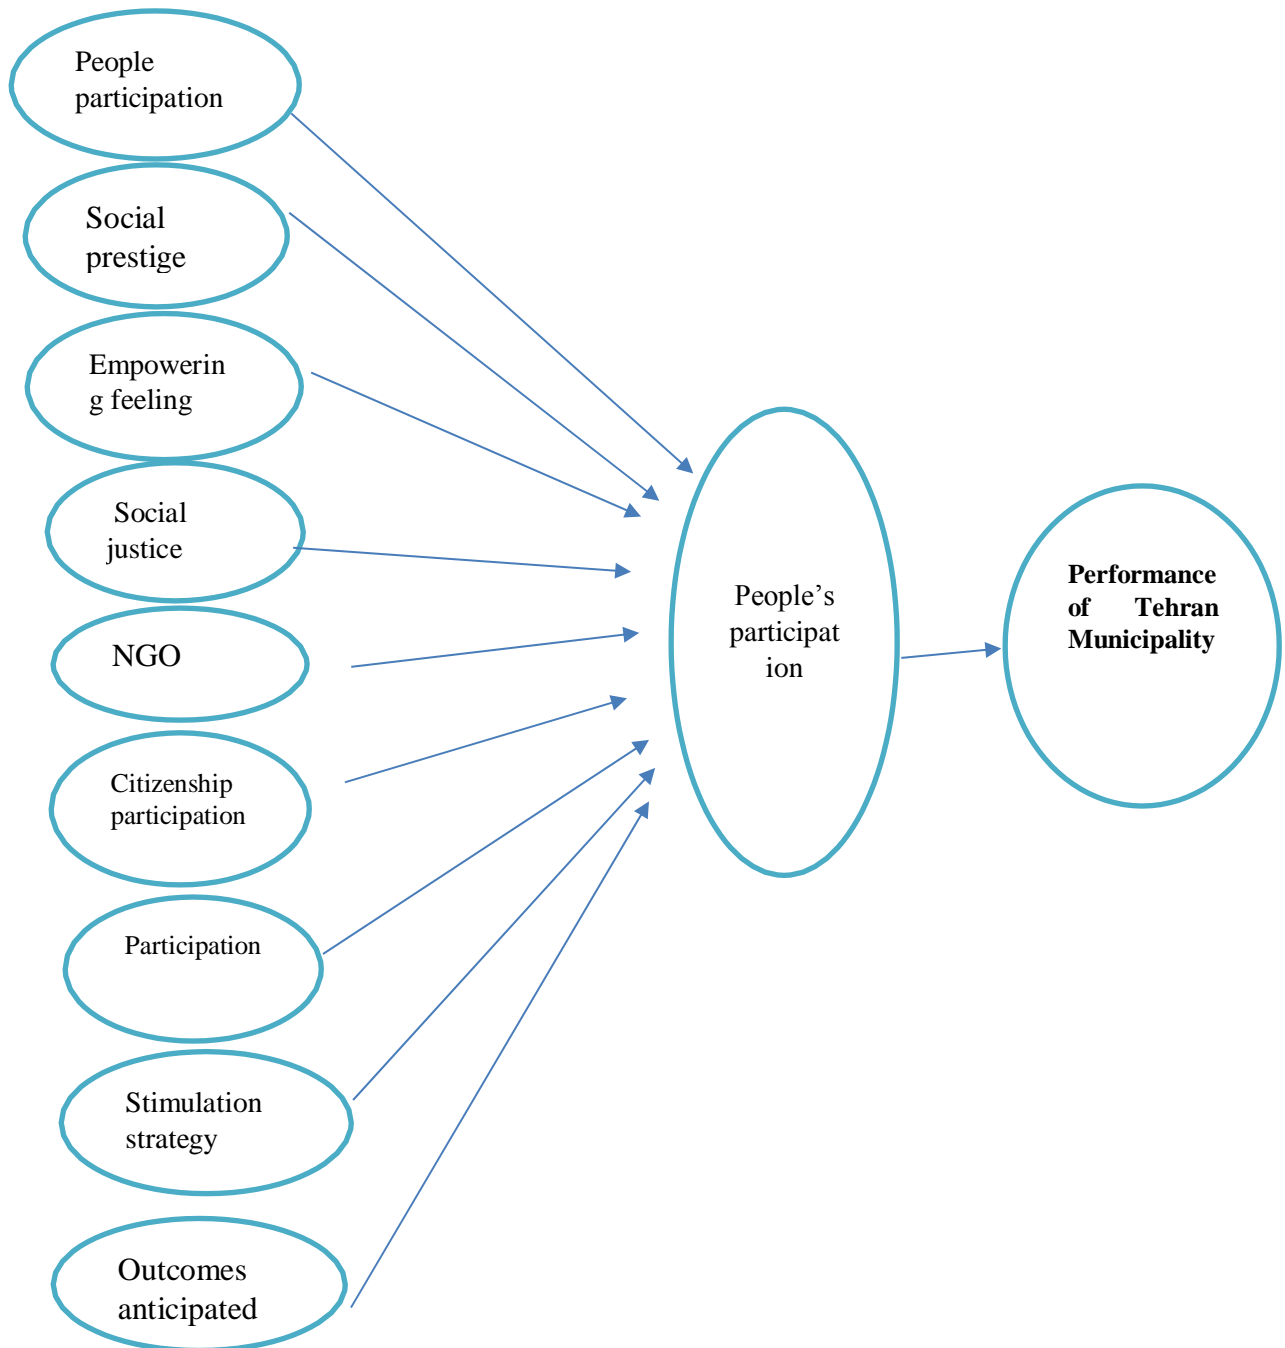 People
participation
Social
prestige
Empowerin
g feeling
Social
justice
NGO
Citizenship
participation
Participation
Stimulation
strategy
Outcomes
anticipated
People’s
participat
ion
Performance
of Tehran
Municipality